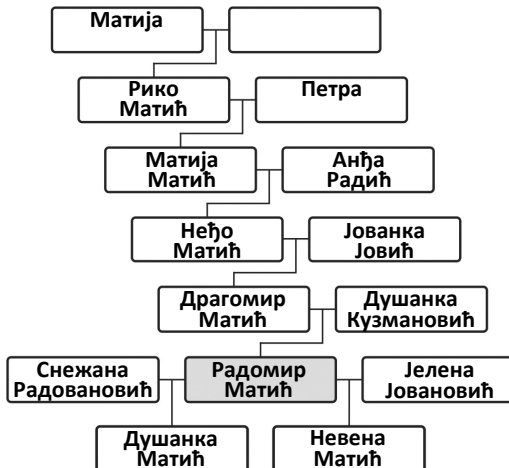 Матија
Рико
Матић
Петра
Матија
Матић
Анђа
Радић
Неђо
Матић
Јованка
Јовић
Драгомир
Матић
Душанка
Кузмановић
Снежана
Радовановић
Радомир
Матић
Јелена
Јовановић
Душанка
Матић
Невена
Матић